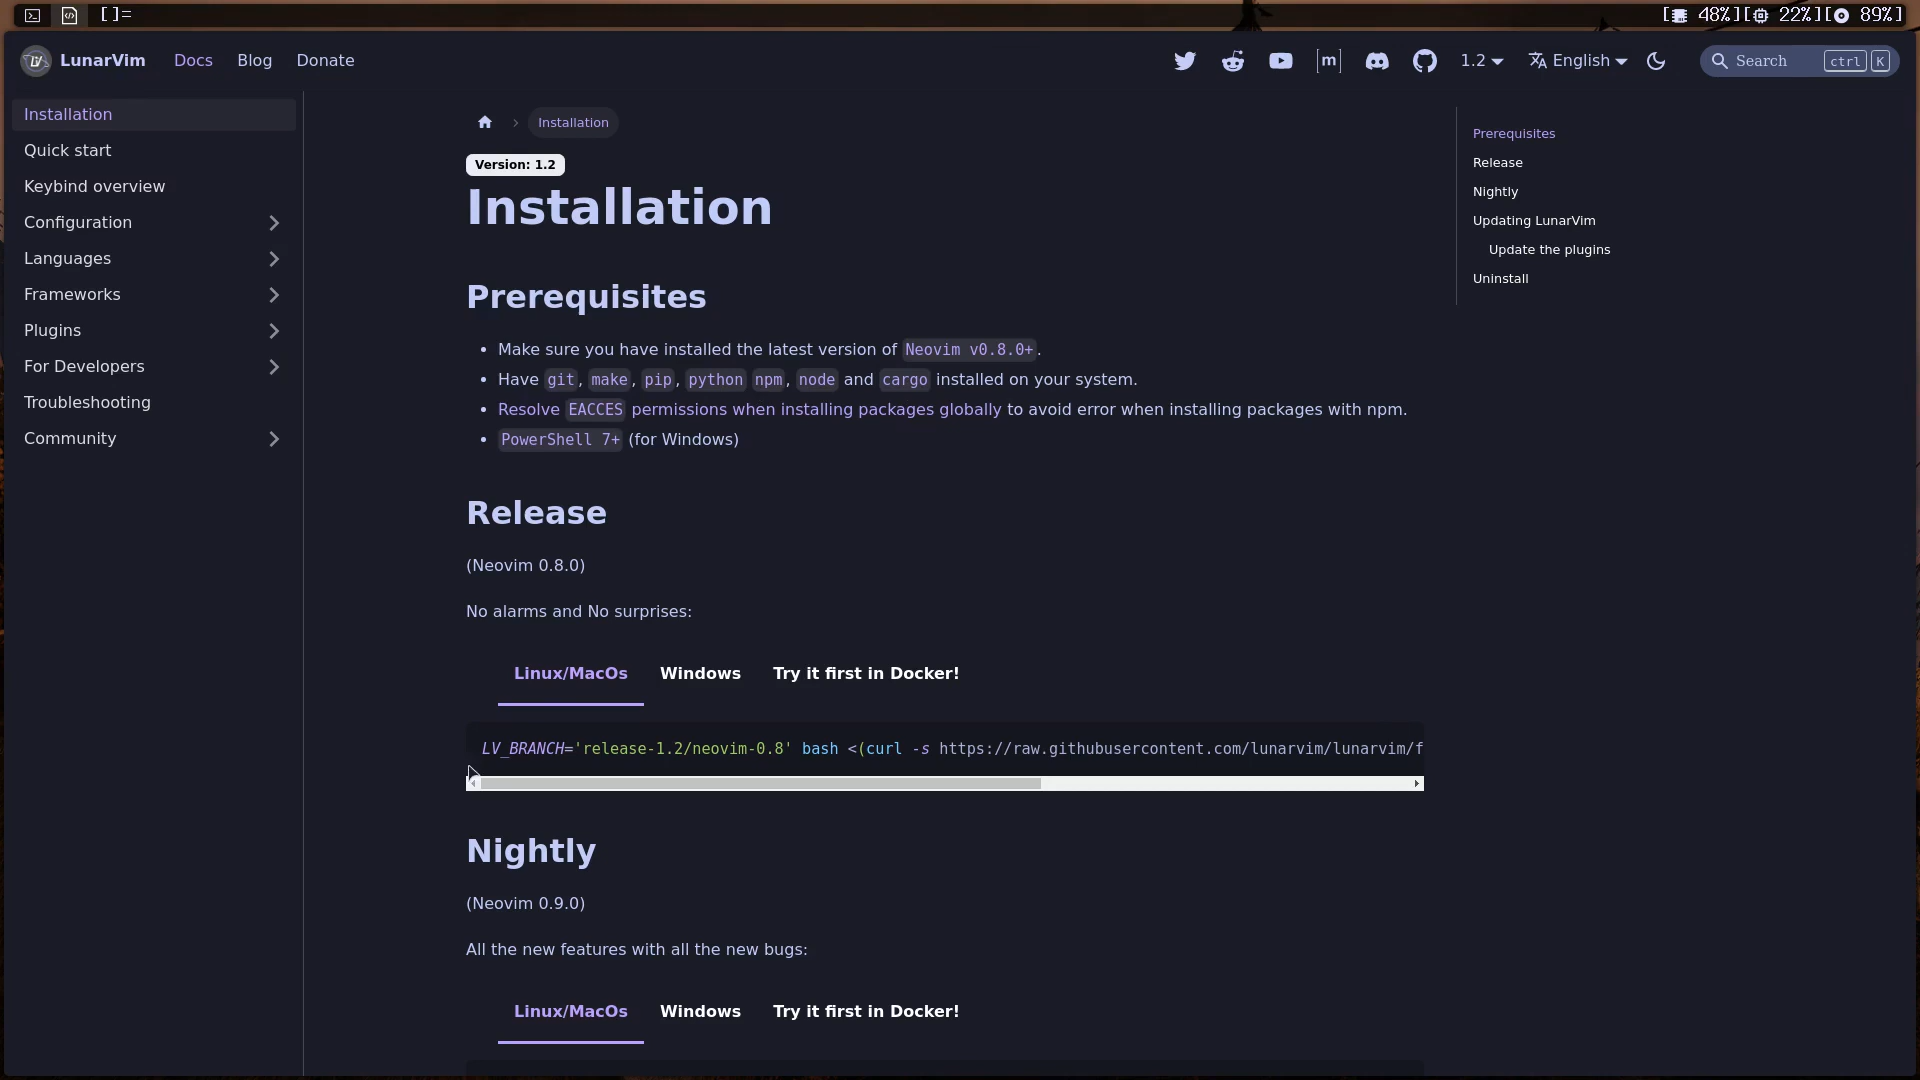 []=
[ 48%][ 22%][ 89%]
LunarVim Docs Blog Donate
[m] 1.2 English Search ctrl K
Installation
Quick start
Keybind overview
Configuration
Languages
Frameworks
Plugins
For Developers
Troubleshooting
Community
Installation
Version: 1.2
Installation
Prerequisites
• Make sure you have installed the latest version of Neovim v0.8.0+.
• Have git, make, pip, python npm, node and cargo installed on your system.
• Resolve EACCES permissions when installing packages globally to avoid error when installing packages with npm.
• PowerShell 7+ (for Windows)
Release
(Neovim 0.8.0)
No alarms and No surprises:
Linux/MacOs Windows Try it first in Docker!
LV_BRANCH='release-1.2/neovim-0.8' bash <(curl -s https://raw.githubusercontent.com/lunarvim/lunarvim/f
Nightly
(Neovim 0.9.0)
All the new features with all the new bugs:
Linux/MacOs Windows Try it first in Docker!
Prerequisites
Release
Nightly
Updating LunarVim
Update the plugins
Uninstall